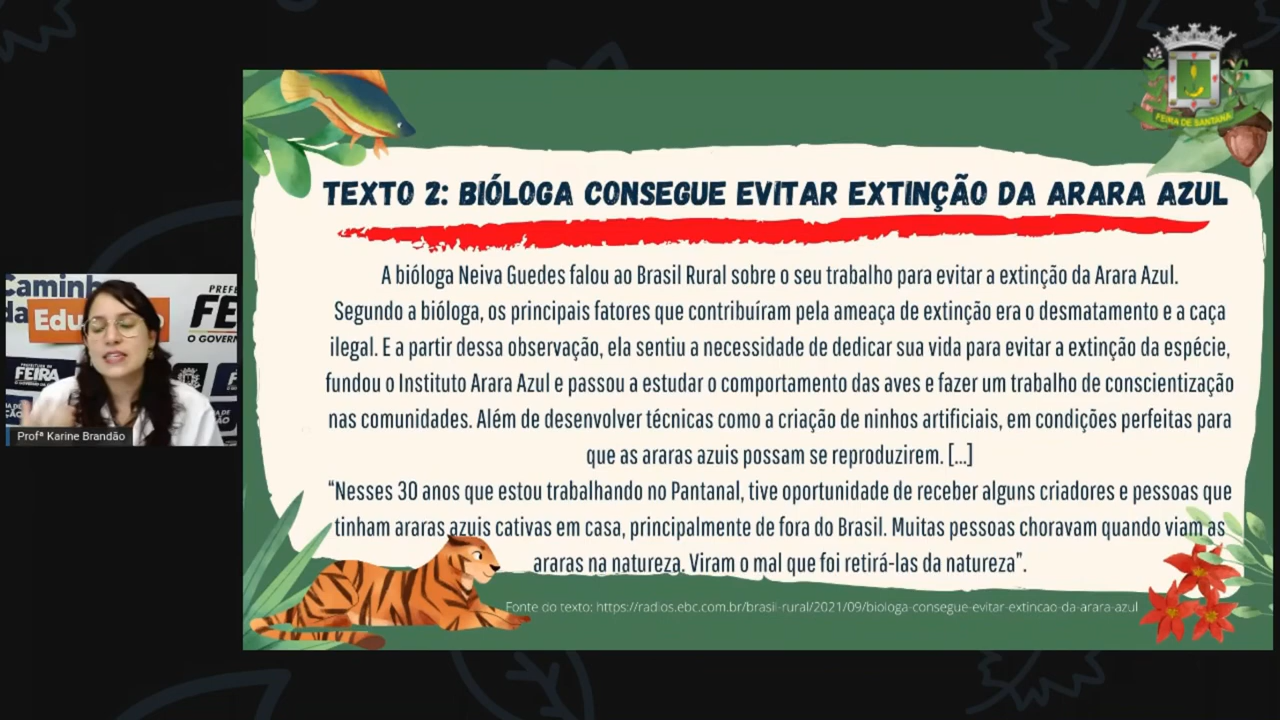 FEIRA DE SANTANA
TEXTO 2: BIÓLOGA CONSEGUE EVITAR EXTINÇÃO DA ARARA AZUL
A bióloga Neiva Guedes falou ao Brasil Rural sobre o seu trabalho para evitar a extinção da Arara Azul.
Segundo a bióloga, os principais fatores que contribuíram pela ameaça de extinção era o desmatamento e a caça
ilegal. E a partir dessa observação, ela sentiu a necessidade de dedicar sua vida para evitar a extinção da espécie,
fundou o Instituto Arara Azul e passou a estudar o comportamento das aves e fazer um trabalho de conscientização
nas comunidades. Além de desenvolver técnicas como a criação de ninhos artificiais, em condições perfeitas para
que as araras azuis possam se reproduzirem. [...]
“Nesses 30 anos que estou trabalhando no Pantanal, tive oportunidade de receber alguns criadores e pessoas que
tinham araras azuis cativas em casa, principalmente de fora do Brasil. Muitas pessoas choravam quando viam as
araras na natureza. Viram o mal que foi retirá-las da natureza”.
Fonte do texto: https://radios.ebc.com.br/brasil-rural/2021/09/biologa-consegue-evitar-extincao-da-arara-azul
Caminh
da
Edu
PREFE
FE
O GOVERN
FEIRA
Profª Karine Brandão